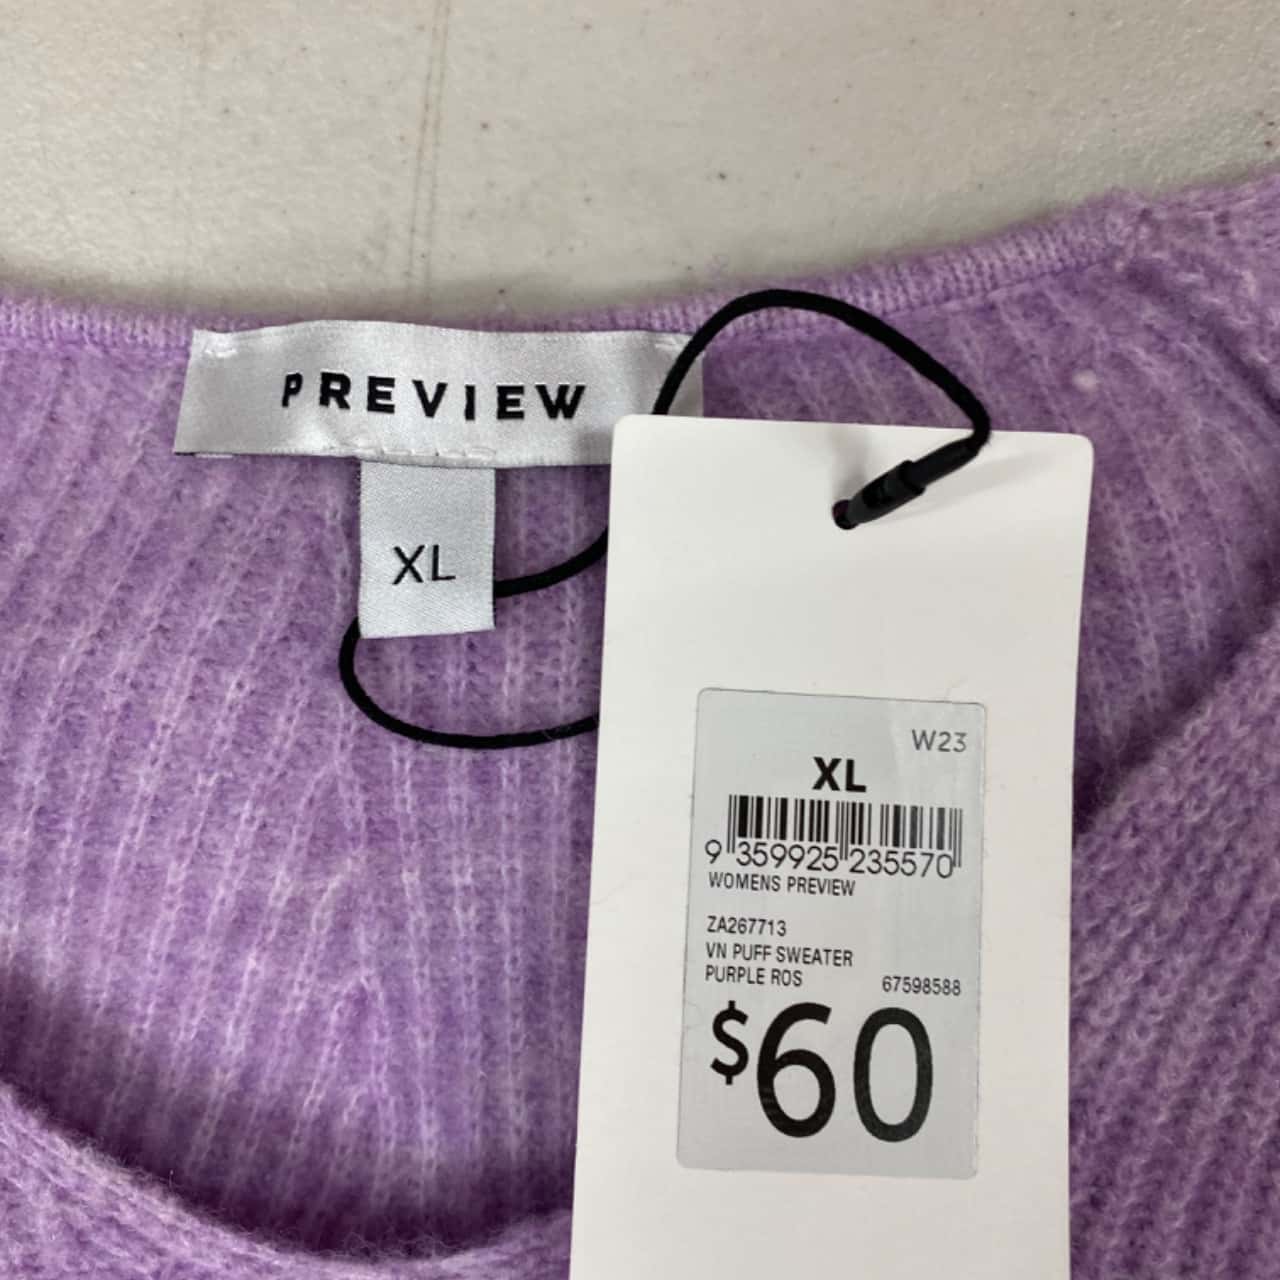 PREVIEW
XL
W23
XL
9 359925 235570
WOMENS PREVIEW
ZA267713
VN PUFF SWEATER
PURPLE ROS 67598588
$60